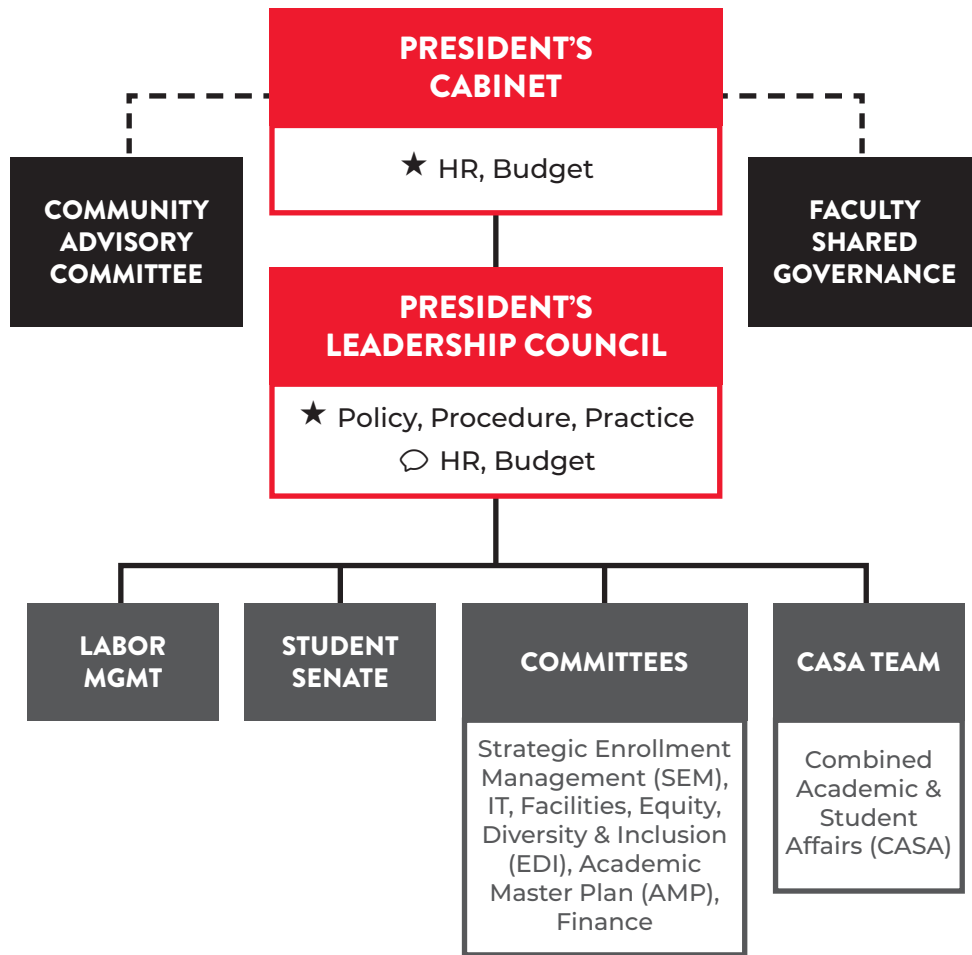 PRESIDENT’S
CABINET
★ HR, Budget
COMMUNITY
ADVISORY
COMMITTEE
FACULTY
SHARED
GOVERNANCE
PRESIDENT’S
LEADERSHIP COUNCIL
★ Policy, Procedure, Practice
HR, Budget
LABOR
MGMT
STUDENT
SENATE
COMMITTEES
Strategic Enrollment
Management (SEM),
IT, Facilities, Equity,
Diversity & Inclusion
(EDI), Academic
Master Plan (AMP),
Finance
CASA TEAM
Combined
Academic &
Student
Affairs (CASA)